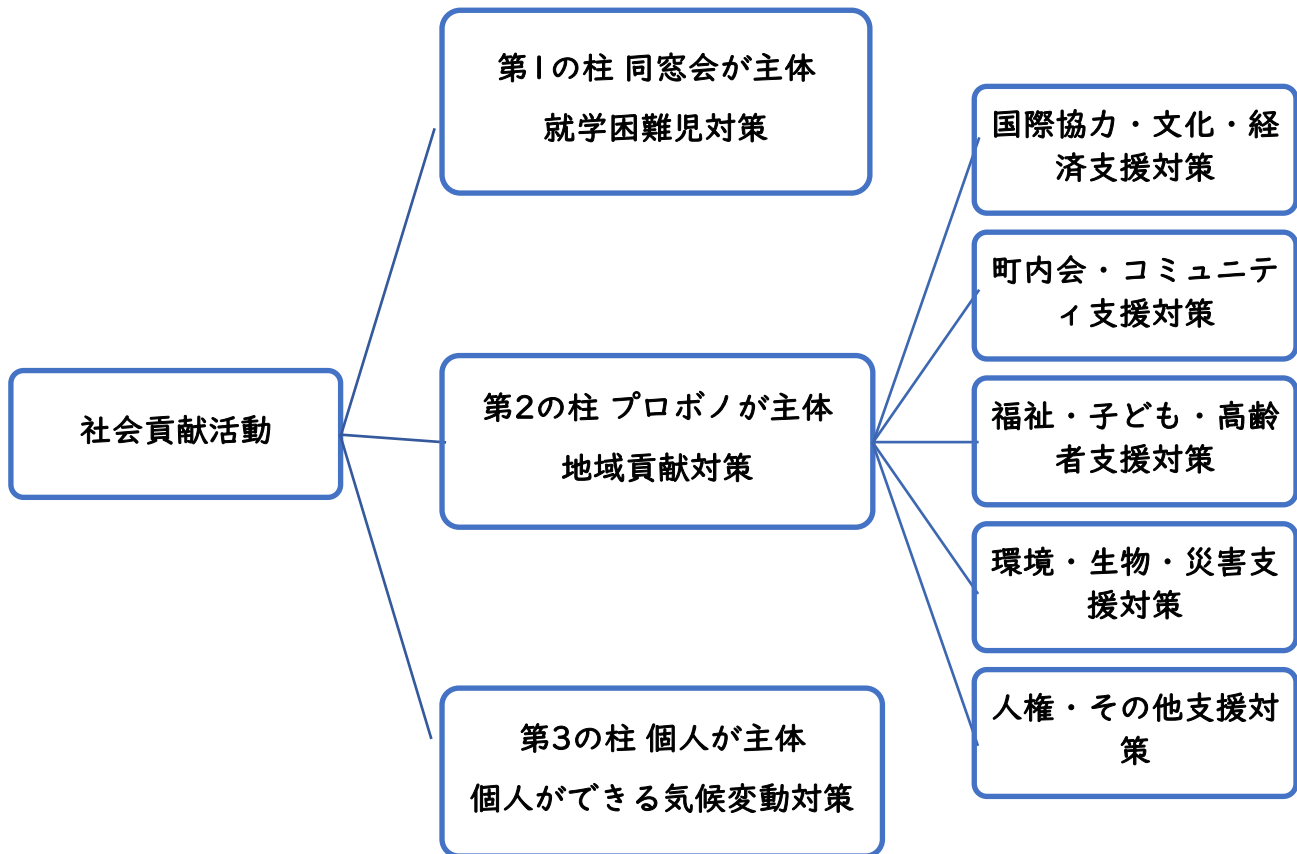 社会貢献活動
第1の柱 同窓会が主体
就学困難児対策
第2の柱 プロボノが主体
地域貢献対策
第3の柱 個人が主体
個人ができる気候変動対策
国際協力・文化・経
済支援対策
町内会・コミュニテ
ィ支援対策
福祉・子ども・高齢
者支援対策
環境・生物・災害支
援対策
人権・その他支援対
策